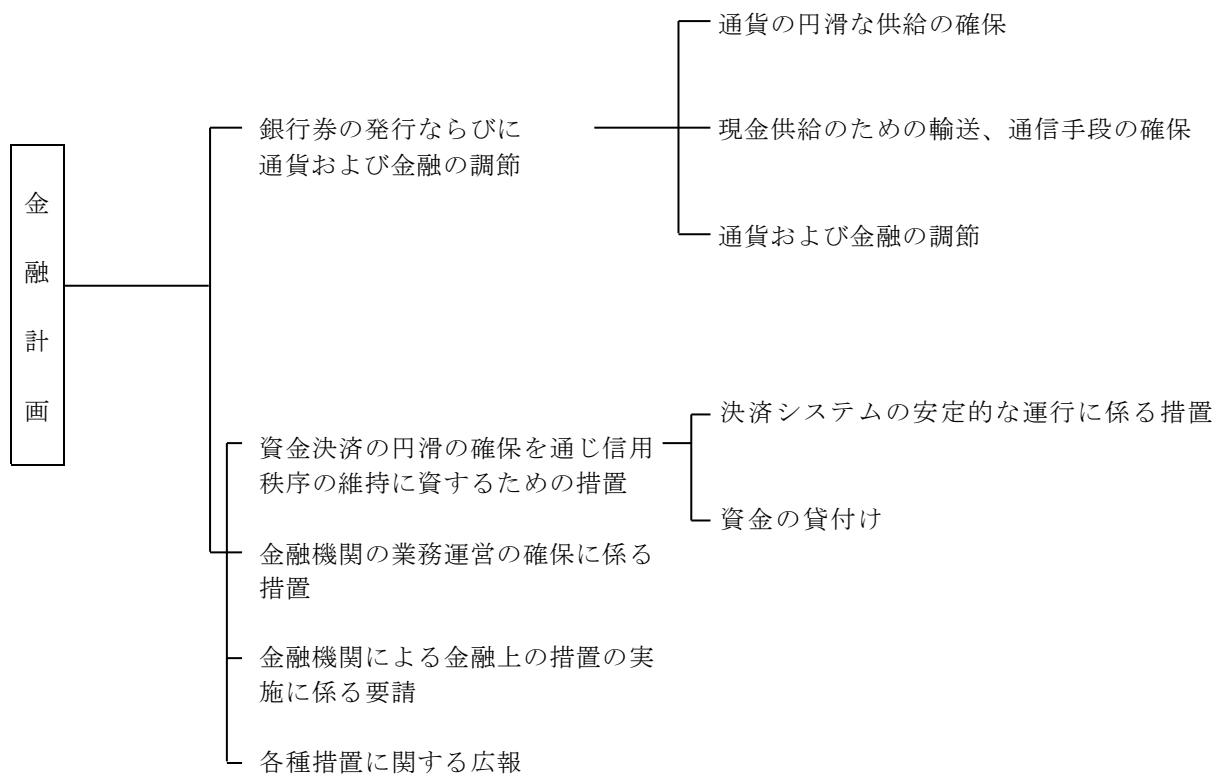 金融計画
銀行券の発行ならびに
通貨および金融の調節
通貨の円滑な供給の確保
現金供給のための輸送、通信手段の確保
通貨および金融の調節
資金決済の円滑の確保を通じ信用
秩序の維持に資するための措置
決済システムの安定的な運行に係る措置
資金の貸付け
金融機関の業務運営の確保に係る
措置
金融機関による金融上の措置の実
施に係る要請
各種措置に関する広報